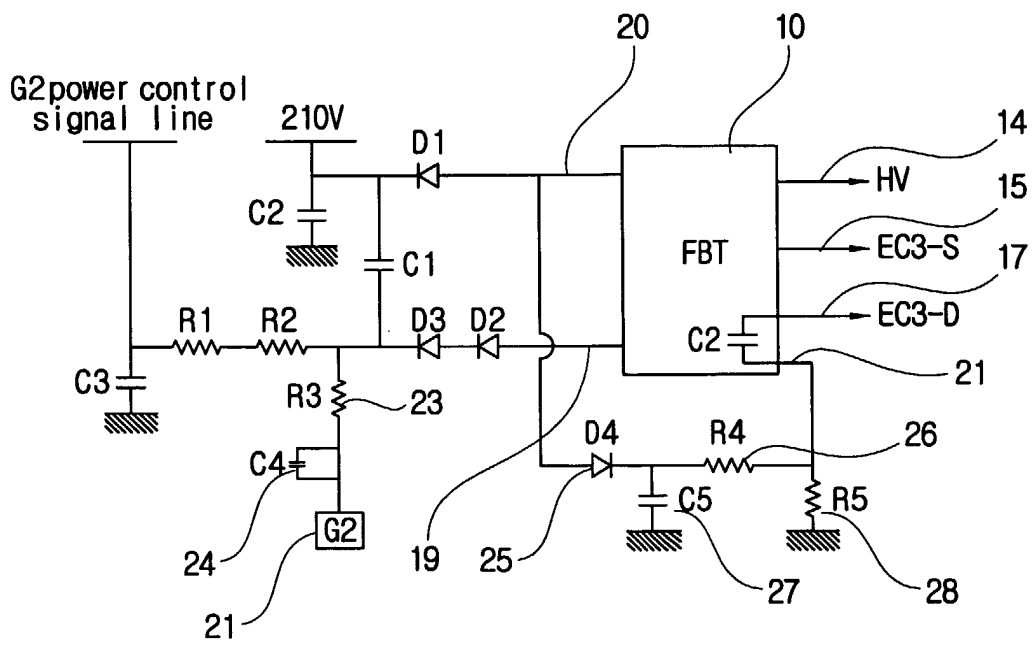 20
10
G2power control
signal line
210V
D1
14
HV
C2
15
FBT
EC3-S
C1
17
EC3-D
R1
R2
D3
D2
C2
C3
21
R3
23
D4
R4
26
C4
C5
R5
G2
24
19
25
27
28
21